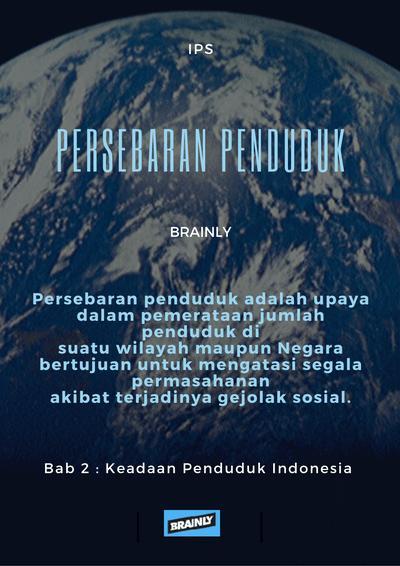 IPS
PERSEBARAN PENDUDUK
BRAINLY
Persebaran penduduk adalah upaya
dalam pemerataan jumlah
penduduk di
suatu wilayah maupun Negara
bertujuan untuk mengatasi segala
permasahanan
akibat terjadinya gejolak sosial.
Bab 2 : Keadaan Penduduk Indonesia
BRAINLY